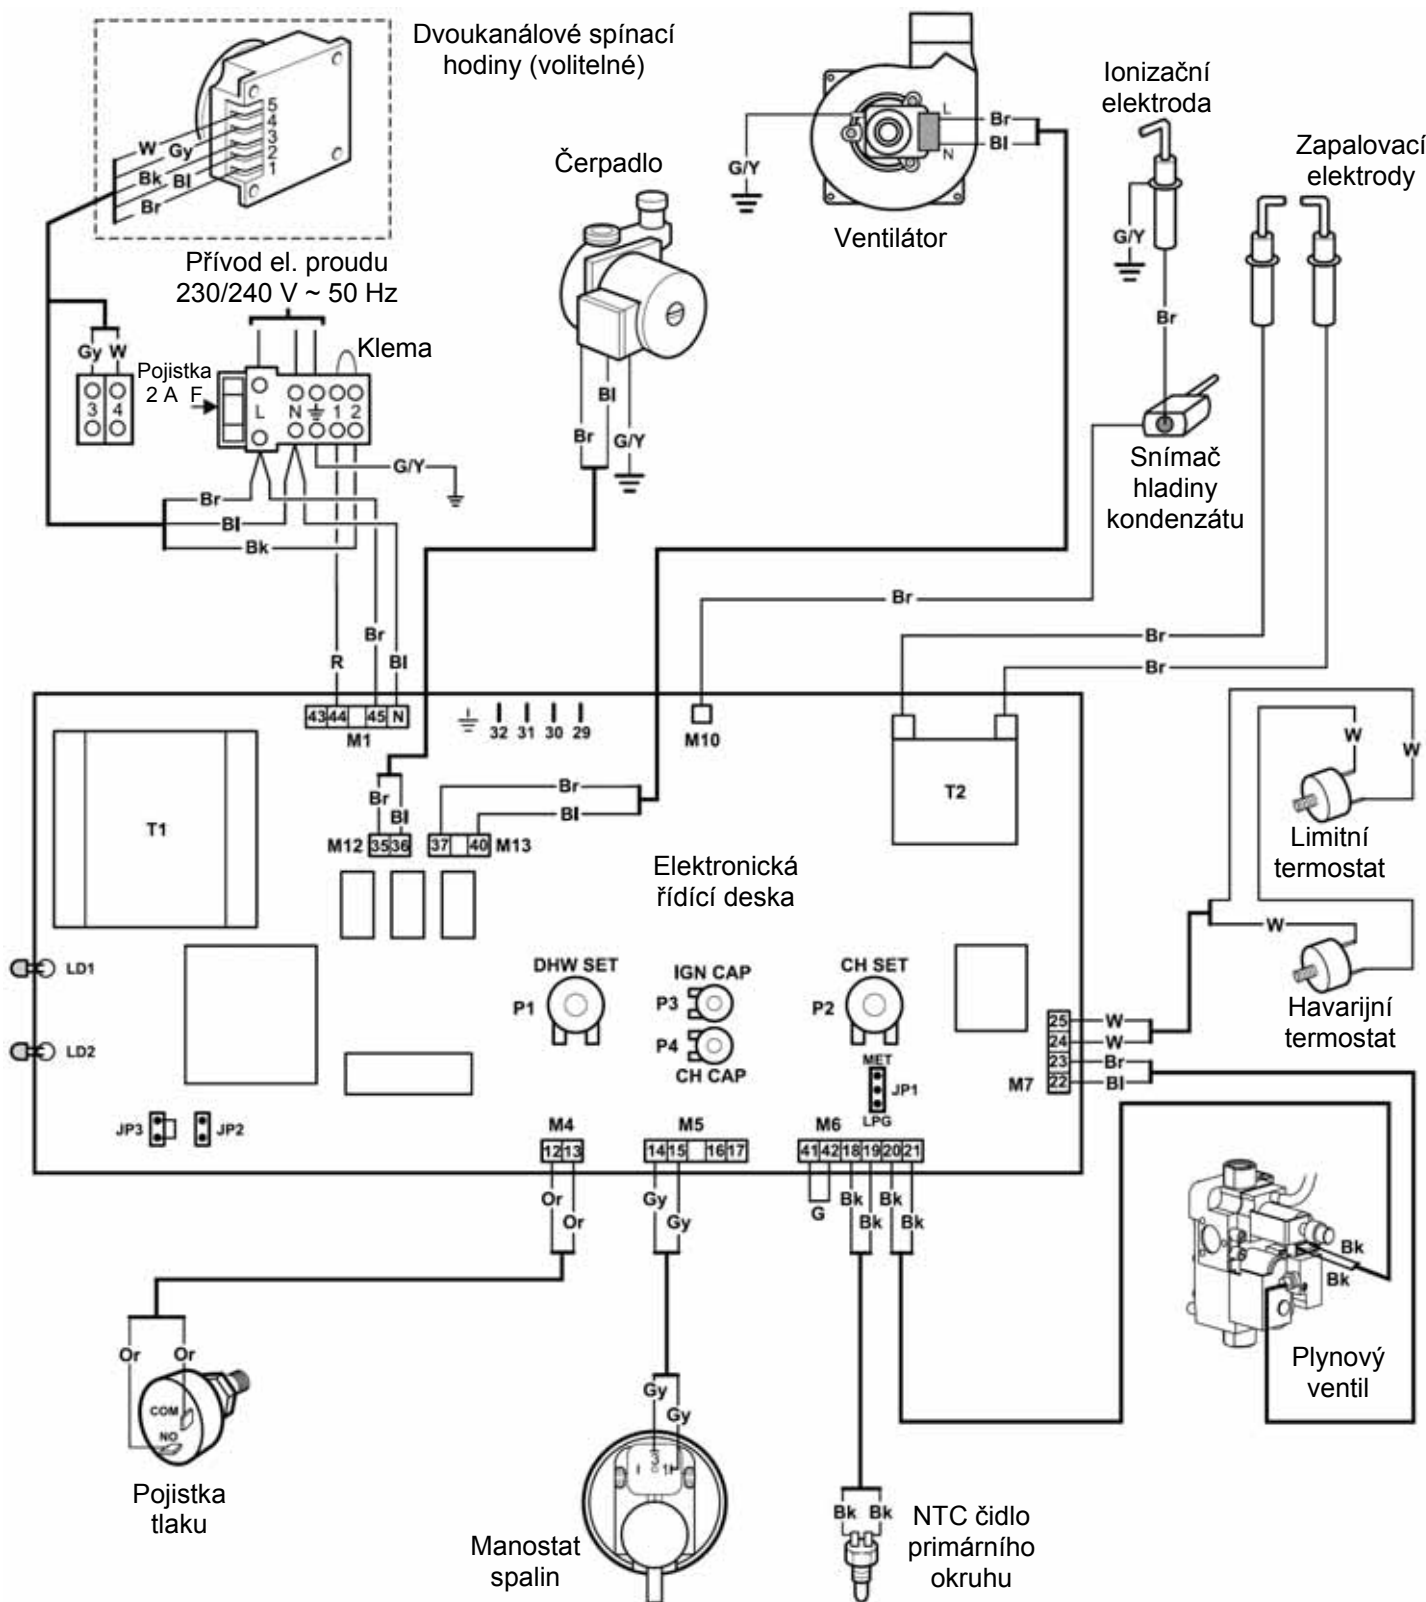 Dvoukanálové spínací
hodiny (volitelné)
5
4
3
2
1
W
Gy
Bk
Bl
Br
Čerpadlo
L
N
Br
Bl
G/Y
Ventilátor
Ionizační
elektroda
G/Y
Br
Zapalovací
elektrody
Přívod el. proudu
230/240 V ~ 50 Hz
Klema
Pojistka
2 A F
Gy W
3 4
L N 1 2
G/Y
Br
Bl
Bk
Br
Bl
G/Y
Snímač
hladiny
kondenzátu
Br
Br
Br
R
Br
Bl
43 44 45 N
M1
32 31 30 29
M10
T1
T2
Br
Bl
Br
Bl
M12 35 36
37 40 M13
Elektronická
řídící deska
W
W
Limitní
termostat
W
Havarijní
termostat
LD1
LD2
DHW SET
P1
IGN CAP
P3
P4
CH CAP
CH SET
P2
MET
JP1
LPG
25 W
24 W
23 Br
22 Bl
M7
JP3
JP2
M4
12 13
M5
14 15 16 17
M6
41 42 18 19 20 21
Or
Or
Gy
Gy
G
Bk
Bk
Bk
Bk
Bk
Bk
Plynový
ventil
Or
Or
COM
NO
Pojistka
tlaku
Gy
Gy
3
1
Manostat
spalin
Bk Bk
NTC čidlo
primárního
okruhu